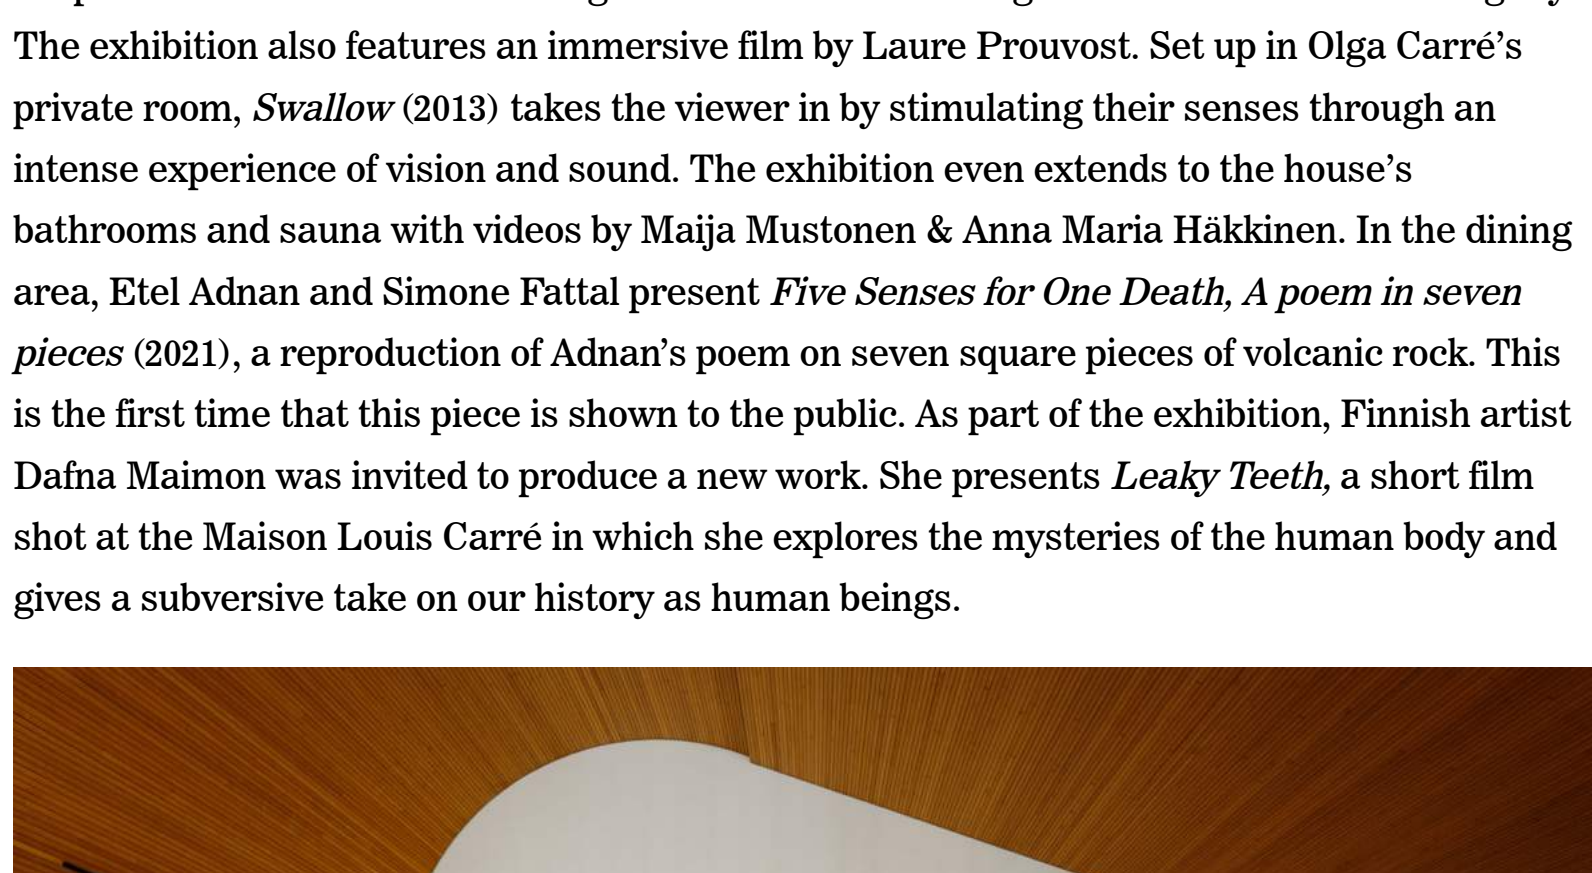 The exhibition also features an immersive film by Laure Prouvost. Set up in Olga Carré’s
private room, Swallow (2013) takes the viewer in by stimulating their senses through an
intense experience of vision and sound. The exhibition even extends to the house’s
bathrooms and sauna with videos by Maija Mustonen & Anna Maria Häkkinen. In the dining
area, Etel Adnan and Simone Fattal present Five Senses for One Death, A poem in seven
pieces (2021), a reproduction of Adnan’s poem on seven square pieces of volcanic rock. This
is the first time that this piece is shown to the public. As part of the exhibition, Finnish artist
Dafna Maimon was invited to produce a new work. She presents Leaky Teeth, a short film
shot at the Maison Louis Carré in which she explores the mysteries of the human body and
gives a subversive take on our history as human beings.